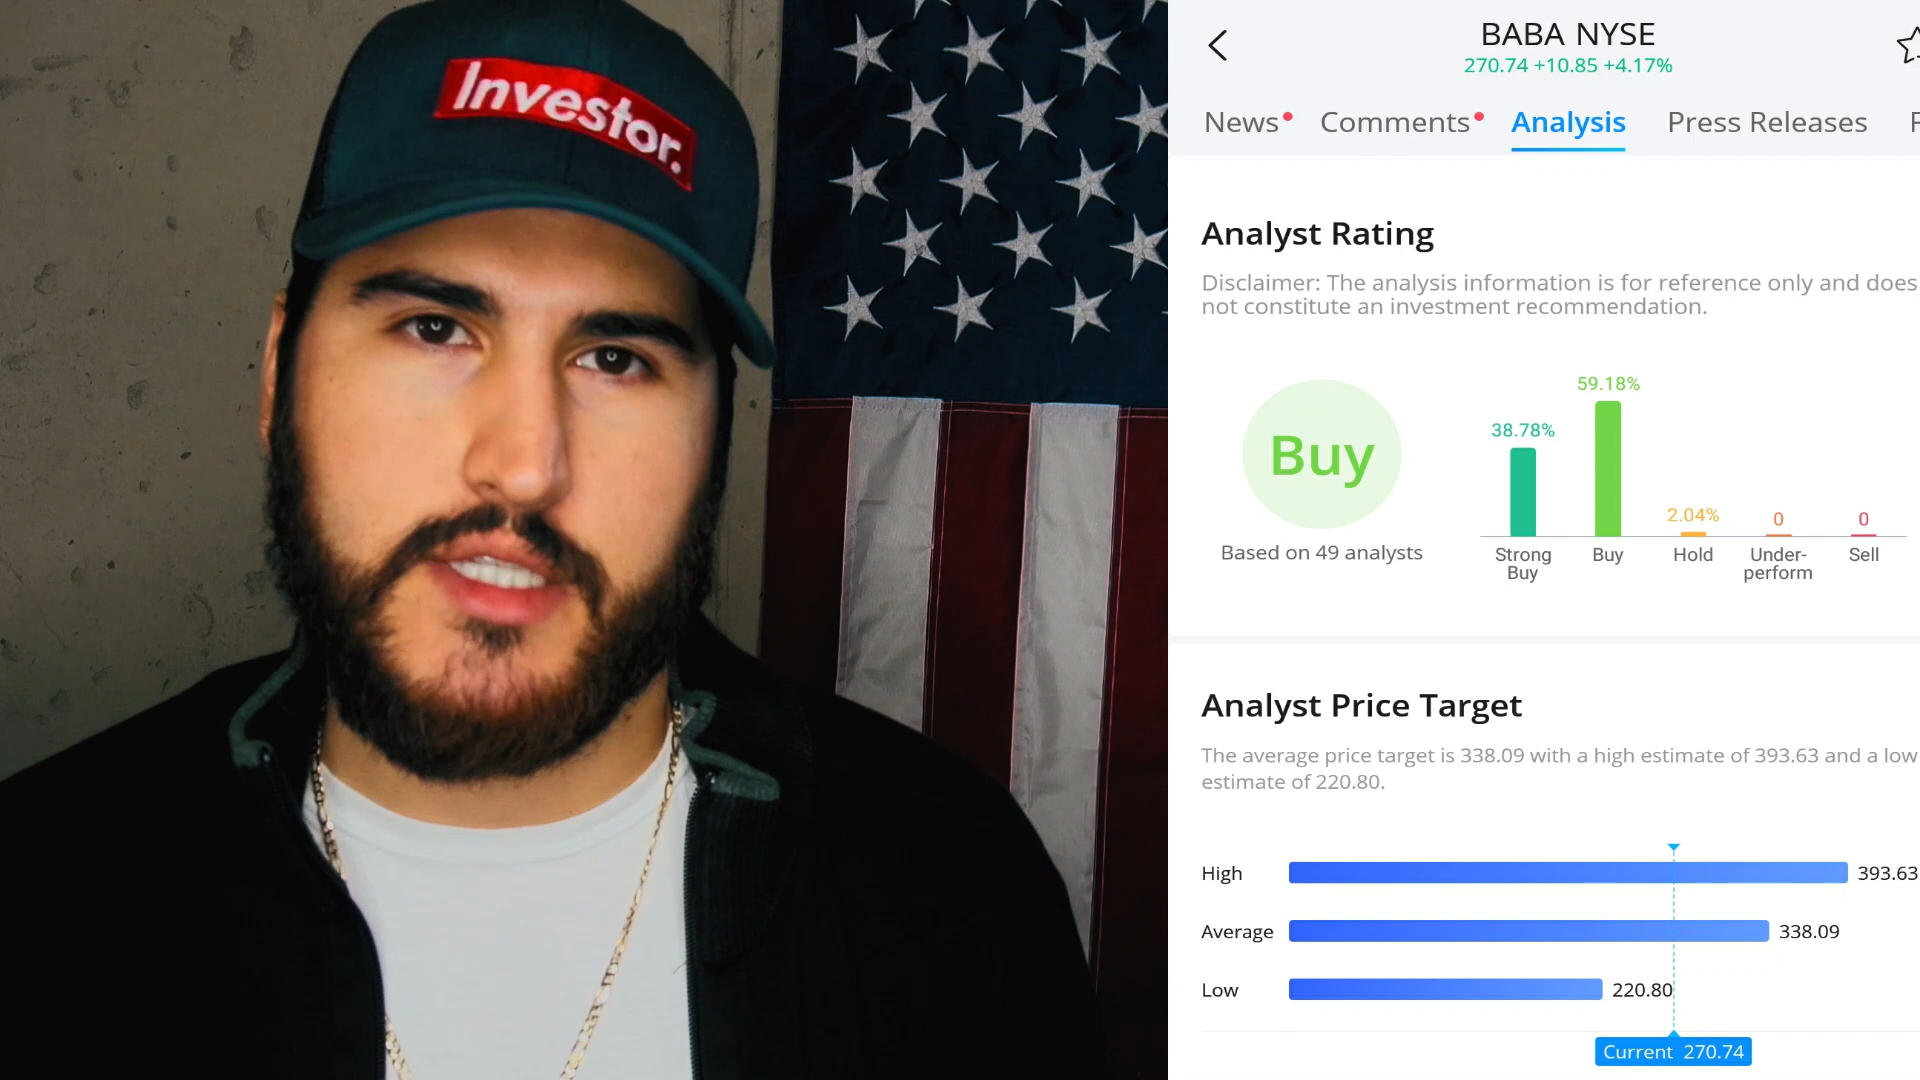 Investor.
BABA NYSE
270.74 +10.85 +4.17%
News Comments Analysis Press Releases
Analyst Rating
Disclaimer: The analysis information is for reference only and does
not constitute an investment recommendation.
Buy
Based on 49 analysts
38.78%
59.18%
2.04%
0
0
Strong
Buy
Buy
Hold
Under-
perform
Sell
Analyst Price Target
The average price target is 338.09 with a high estimate of 393.63 and a low
estimate of 220.80.
High 393.63
Average 338.09
Low 220.80
Current 270.74